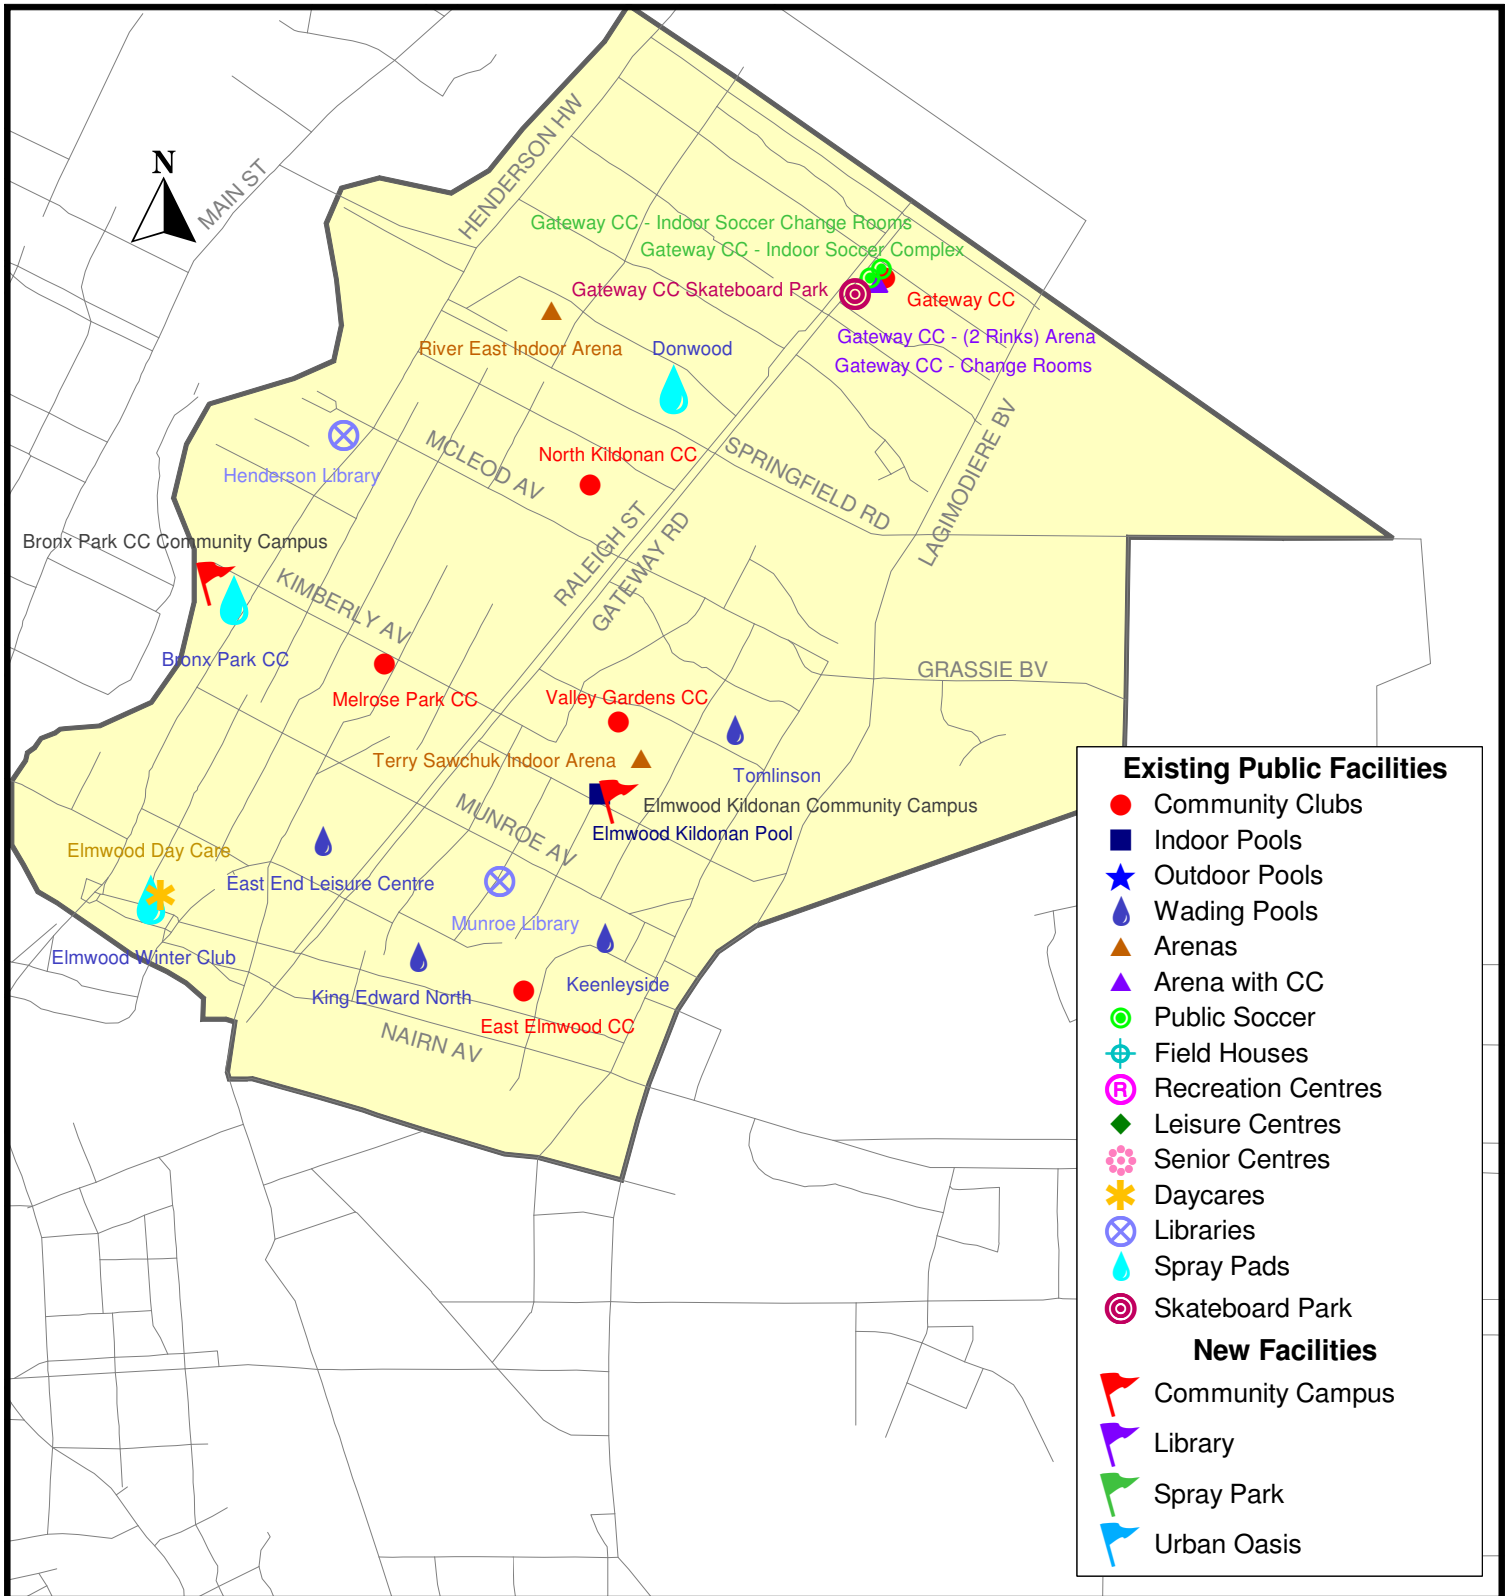 N
MAIN ST
HENDERSON HW
Gateway CC - Indoor Soccer Change Rooms
Gateway CC - Indoor Soccer Complex
Gateway CC Skateboard Park
Gateway CC
Gateway CC - (2 Rinks) Arena
Gateway CC - Change Rooms
River East Indoor Arena
Donwood
North Kildonan CC
MCLEOD AV
SPRINGFIELD RD
LAGIMODIERE BV
Henderson Library
RALEIGH ST
GATEWAY RD
Bronx Park CC Community Campus
KIMBERLY AV
Bronx Park CC
Melrose Park CC
Valley Gardens CC
GRASSIE BV
Terry Sawchuk Indoor Arena
Tomlinson
Elmwood Kildonan Community Campus
Elmwood Kildonan Pool
MUNROE AV
Elmwood Day Care
East End Leisure Centre
Munroe Library
Elmwood Winter Club
King Edward North
Keenleyside
East Elmwood CC
NAIRN AV
Existing Public Facilities
Community Clubs
Indoor Pools
Outdoor Pools
Wading Pools
Arenas
Arena with CC
Public Soccer
Field Houses
R Recreation Centres
Leisure Centres
Senior Centres
Daycares
Libraries
Spray Pads
Skateboard Park
New Facilities
Community Campus
Library
Spray Park
Urban Oasis